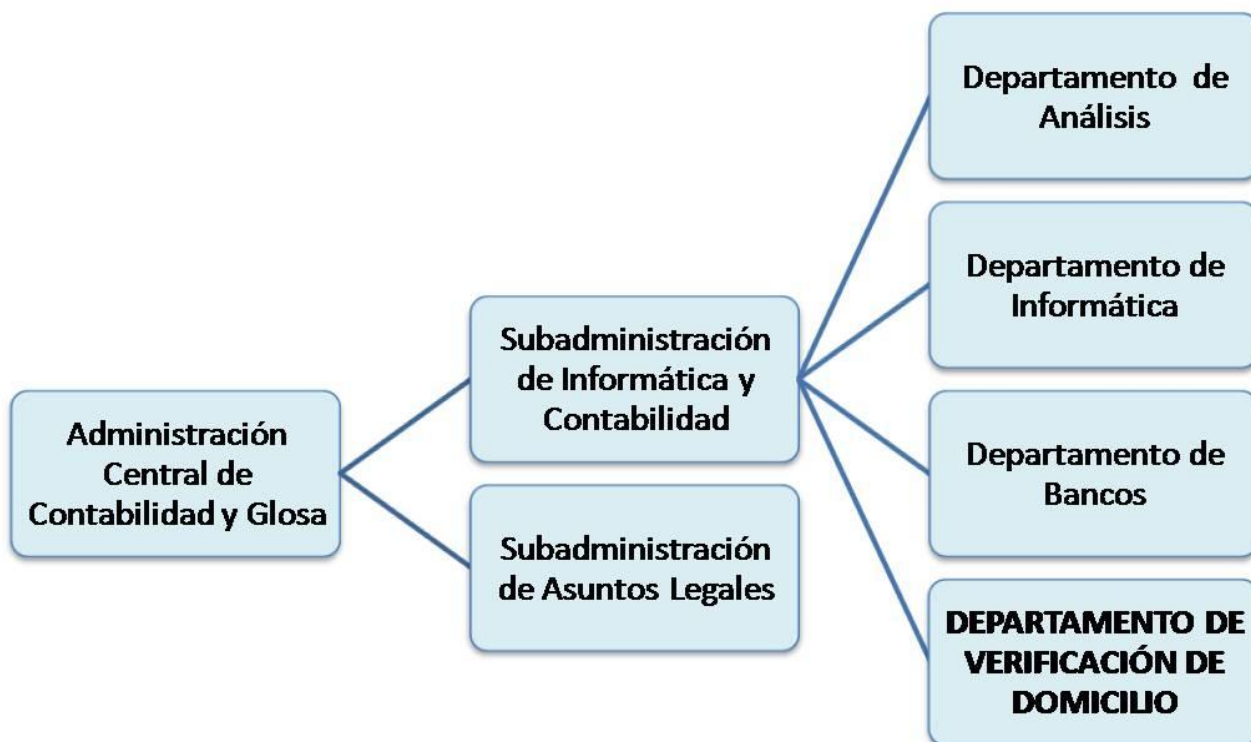 Administración
Central de
Contabilidad y Glosa
Subadministración
de Informática y
Contabilidad
Subadministración
de Asuntos Legales
Departamento de
Análisis
Departamento de
Informática
Departamento de
Bancos
DEPARTAMENTO DE
VERIFICACIÓN DE
DOMICILIO